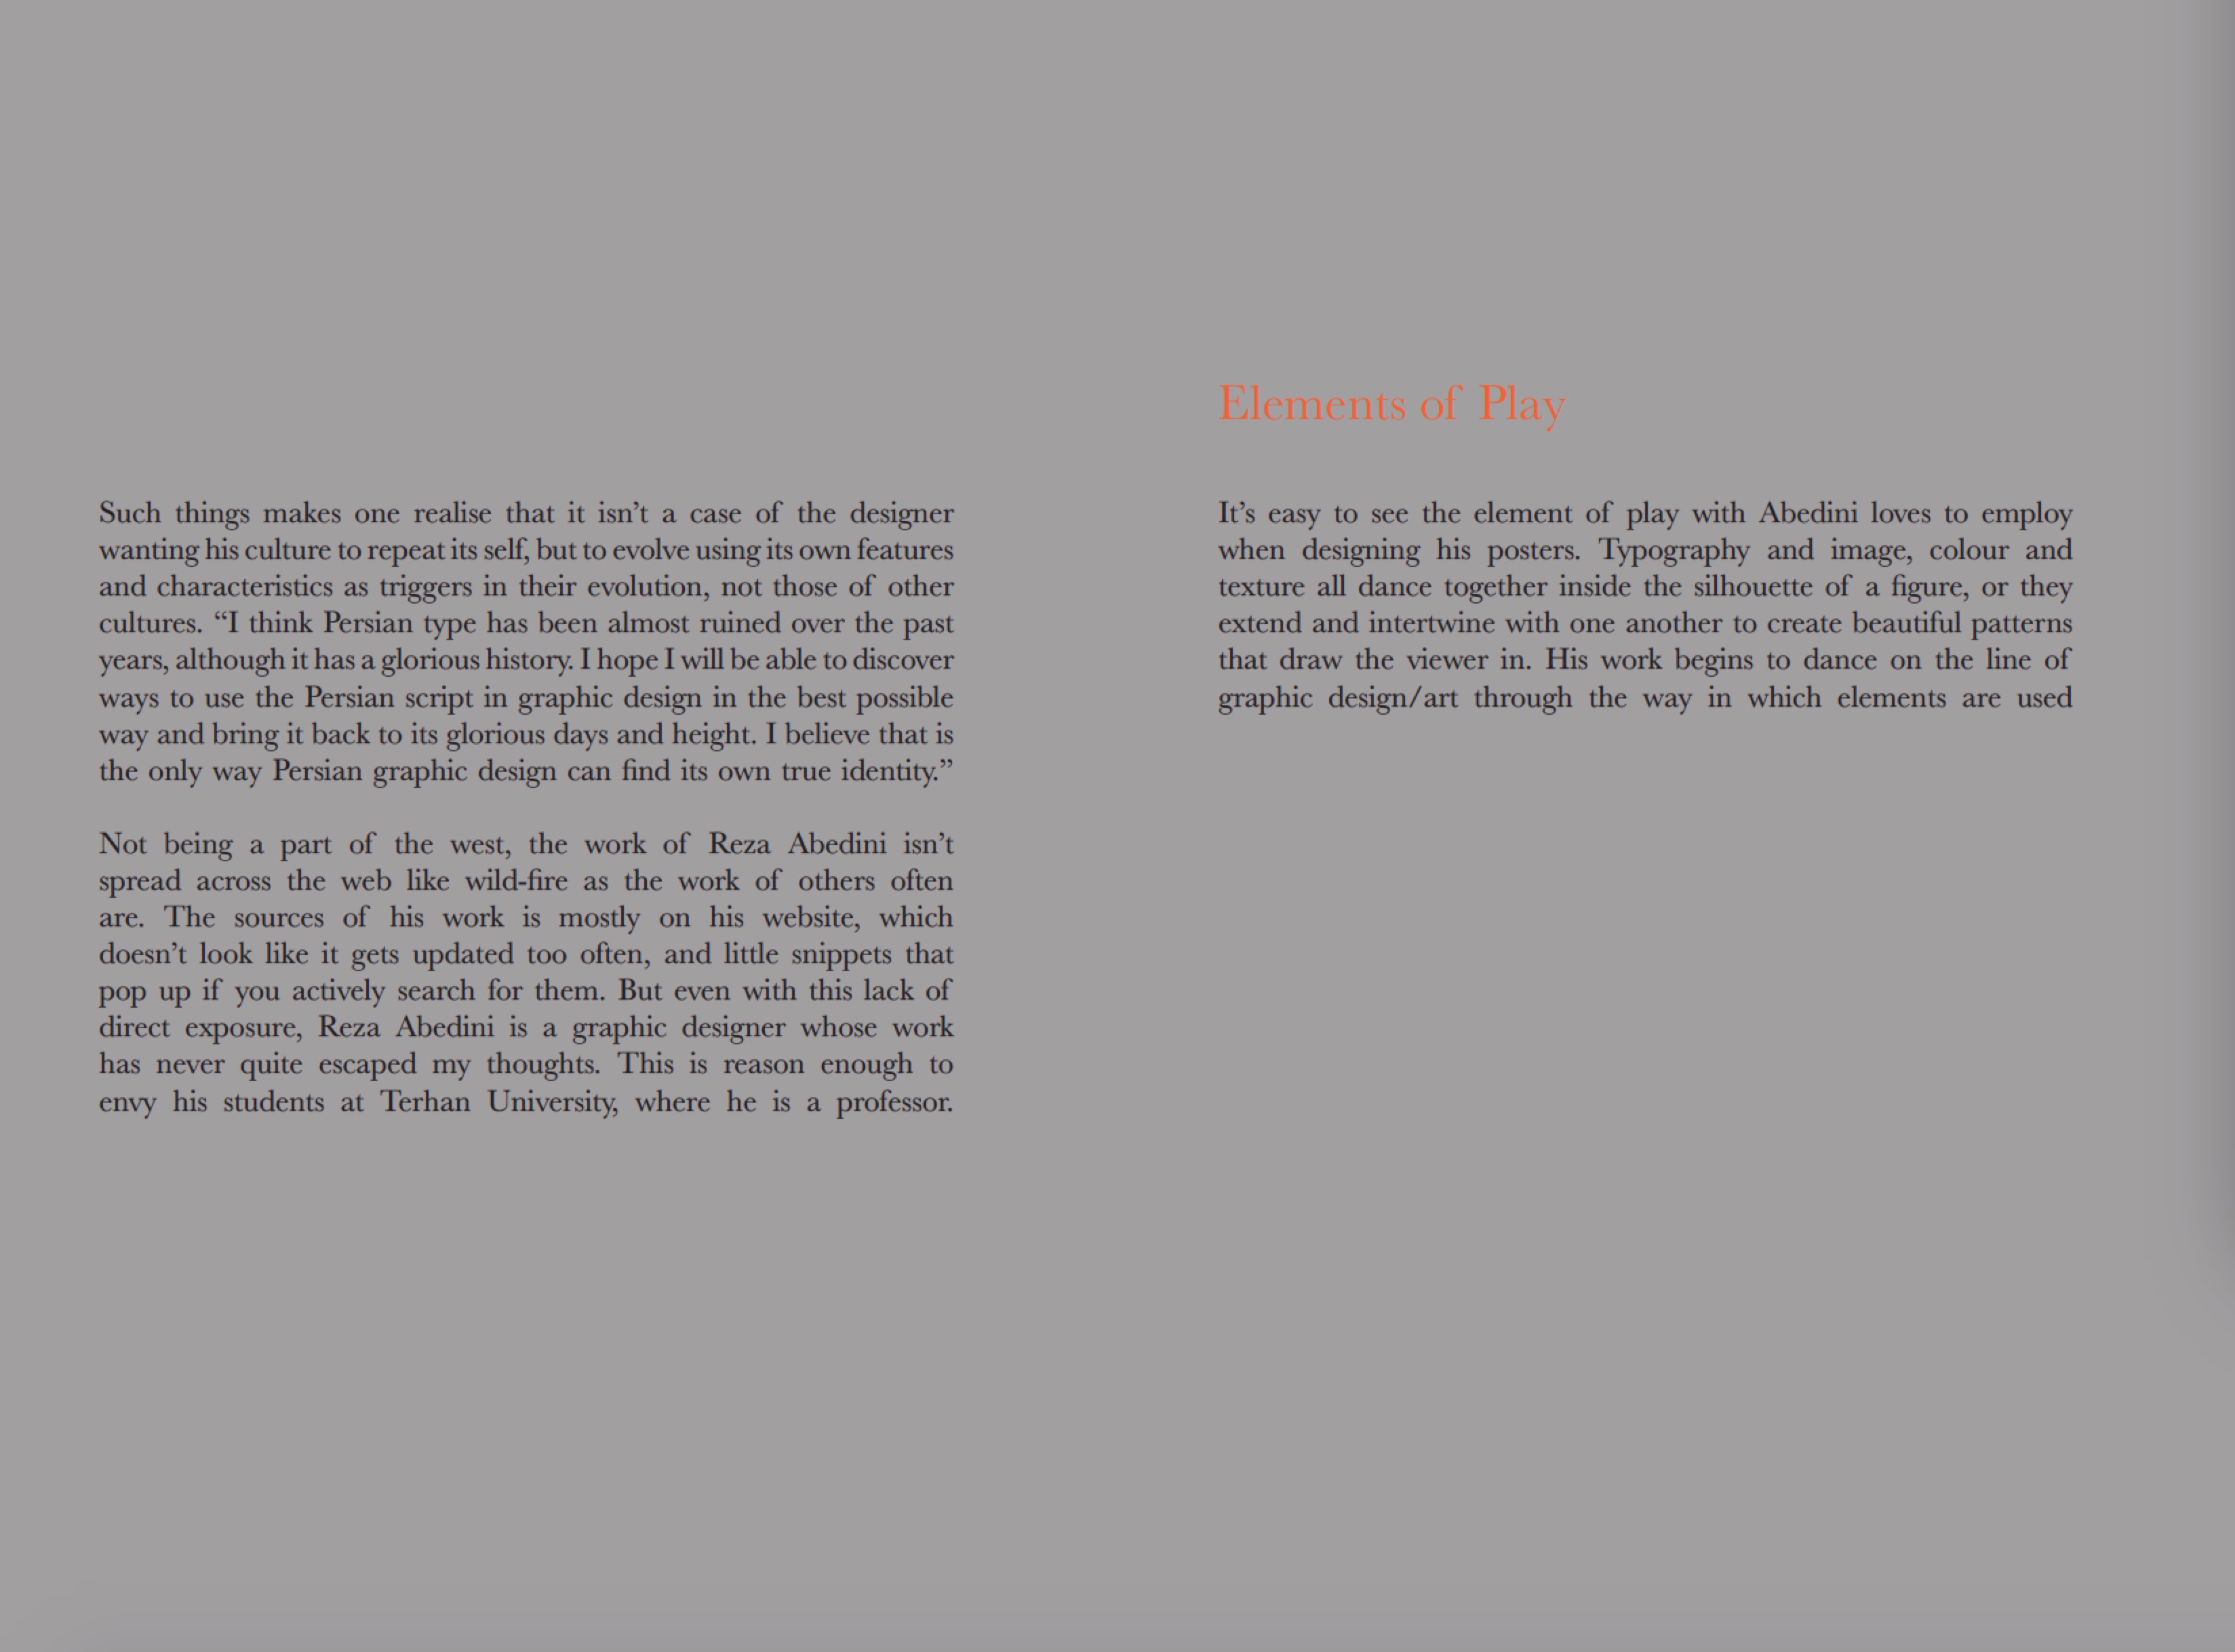 Such things makes one realise that it isn't a case of the designer
wanting his culture to repeat its self, but to evolve using its own features
and characteristics as triggers in their evolution, not those of other
cultures. “I think Persian type has been almost ruined over the past
years, although it has a glorious history. I hope I will be able to discover
ways to use the Persian script in graphic design in the best possible
way and bring it back to its glorious days and height. I believe that is
the only way Persian graphic design can find its own true identity.”
Not being a part of the west, the work of Reza Abedini isn’t
spread across the web like wild-fire as the work of others often
are. The sources of his work is mostly on his website, which
doesn’t look like it gets updated too often, and little snippets that
pop up if you actively search for them. But even with this lack of
direct exposure, Reza Abedini is a graphic designer whose work
has never quite escaped my thoughts. This is reason enough to
envy his students at Terhan University, where he is a professor.
Elements of Play
It’s easy to see the element of play with Abedini loves to employ
when designing his posters. Typography and image, colour and
texture all dance together inside the silhouette of a figure, or they
extend and intertwine with one another to create beautiful patterns
that draw the viewer in. His work begins to dance on the line of
graphic design/art through the way in which elements are used